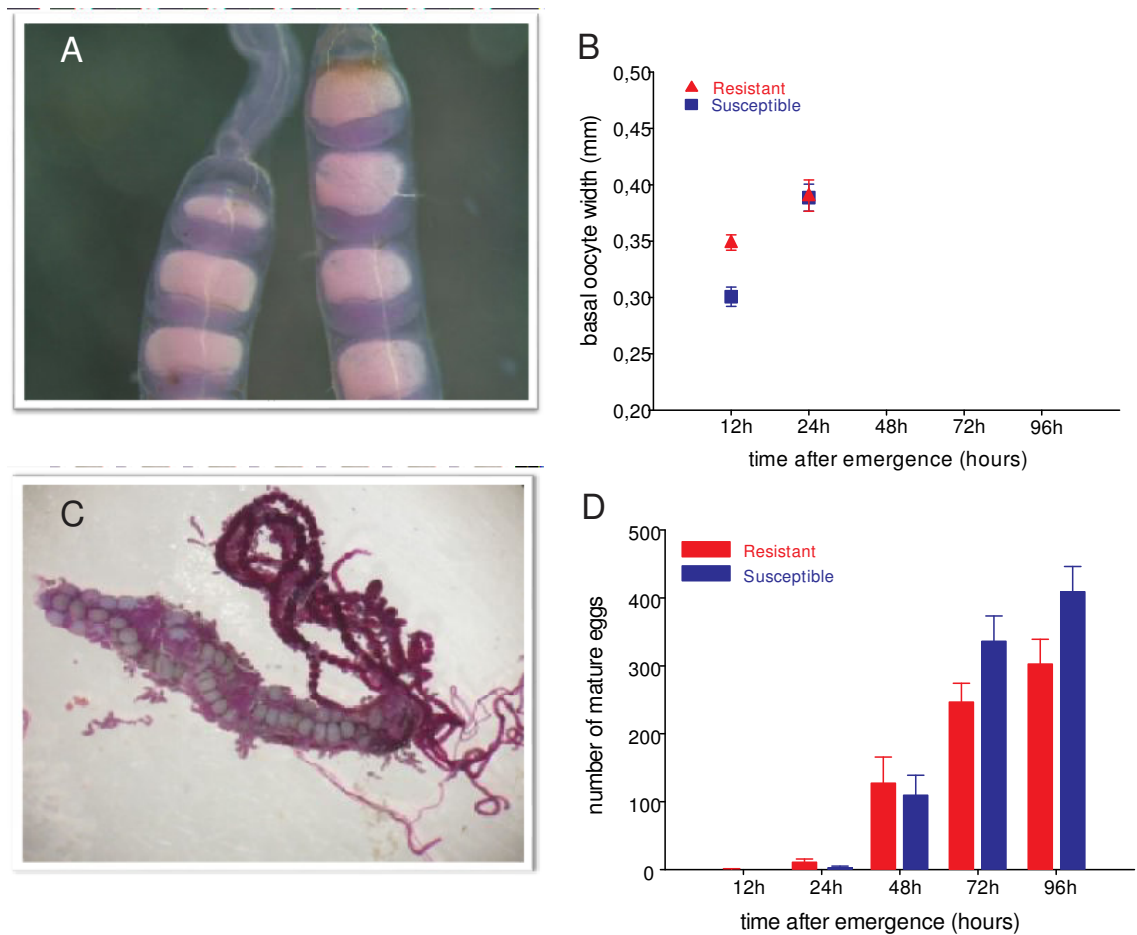 A
B
basal oocyte width (mm)
0,50
0,45
0,40
0,35
0,30
0,25
0,20
Resistant
Susceptible
12h 24h 48h 72h 96h
time after emergence (hours)
C
D
number of mature eggs
500
400
300
200
100
0
Resistant
Susceptible
12h 24h 48h 72h 96h
time after emergence (hours)